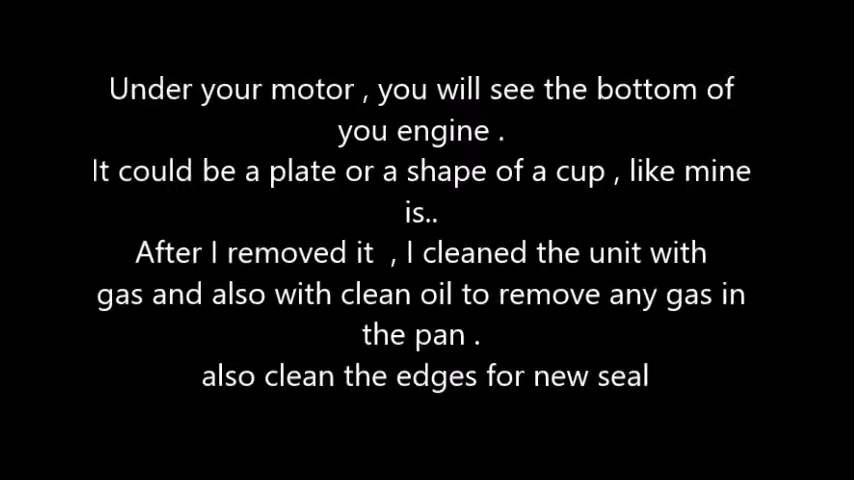 Under your motor , you will see the bottom of
you engine .
It could be a plate or a shape of a cup , like mine
is..
After I removed it  , I cleaned the unit with
gas and also with clean oil to remove any gas in
the pan .
also clean the edges for new seal